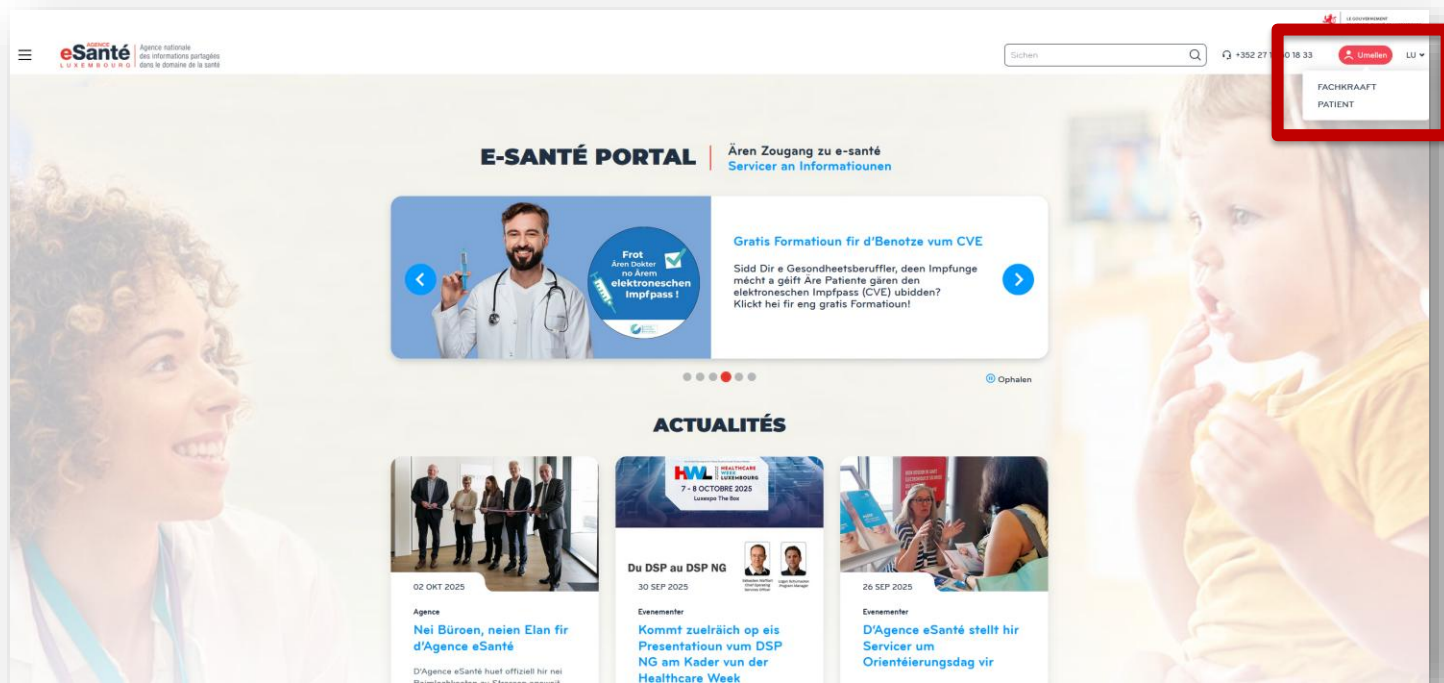 LE GOUVERNEMENT
AGENCE
eSanté
LUXEMBOURG
Agence nationale
des informations partagées
dans le domaine de la santé
Sichen
+352 27
0 18 33
Umellen
LU
FACHKRAAFT
PATIENT
E-SANTÉ PORTAL
Ären Zougang zu e-santé
Servicer an Informatiounen
Frot
Ären Dokter
no Ärem
elektroneschen
Impfpass !
Gratis Formatioun fir d'Benotze vum CVE
Sidd Dir e Gesondheetsberuffler, deen Impfunge
mécht a géift Äre Patiente gären den
elektroneschen Impfpass (CVE) ubidden?
Klickt hei fir eng gratis Formatioun!
Ophalen
ACTUALITÉS
02 OKT 2025
Agence
Nei Büroen, neien Elan fir
d'Agence eSanté
D'Agence eSanté huet offiziell hir nei
HWL
HEALTHCARE
WEEK
LUXEMBOURG
7 - 8 OCTOBRE 2025
Luxexpo The Box
Du DSP au DSP NG
30 SEP 2025
Evenementer
Kommt zuelräich op eis
Presentatioun vum DSP
NG am Kader vun der
Healthcare Week
26 SEP 2025
Evenementer
D'Agence eSanté stellt hir
Servicer um
Orientéierungsdag vir